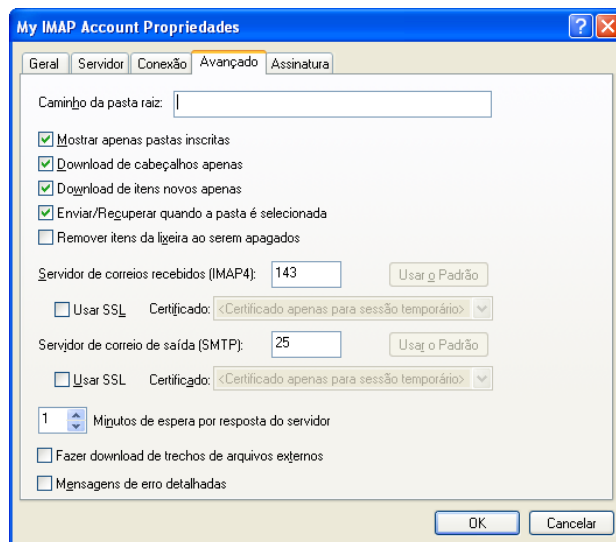 My IMAP Account Propriedades
Geral Servidor Conexão Avançado Assinatura
Caminho da pasta raiz:
Mostrar apenas pastas inscritas
Download de cabeçalhos apenas
Download de itens novos apenas
Enviar/Recuperar quando a pasta é selecionada
Remover itens da lixeira ao serem apagados
Servidor de correios recebidos (IMAP4): 143 Usar o Padrão
Usar SSL Certificado: <Certificado apenas para sessão temporário>
Servidor de correio de saída (SMTP): 25 Usar o Padrão
Usar SSL Certificado: <Certificado apenas para sessão temporário>
1 Minutos de espera por resposta do servidor
Fazer download de trechos de arquivos externos
Mensagens de erro detalhadas
OK Cancelar